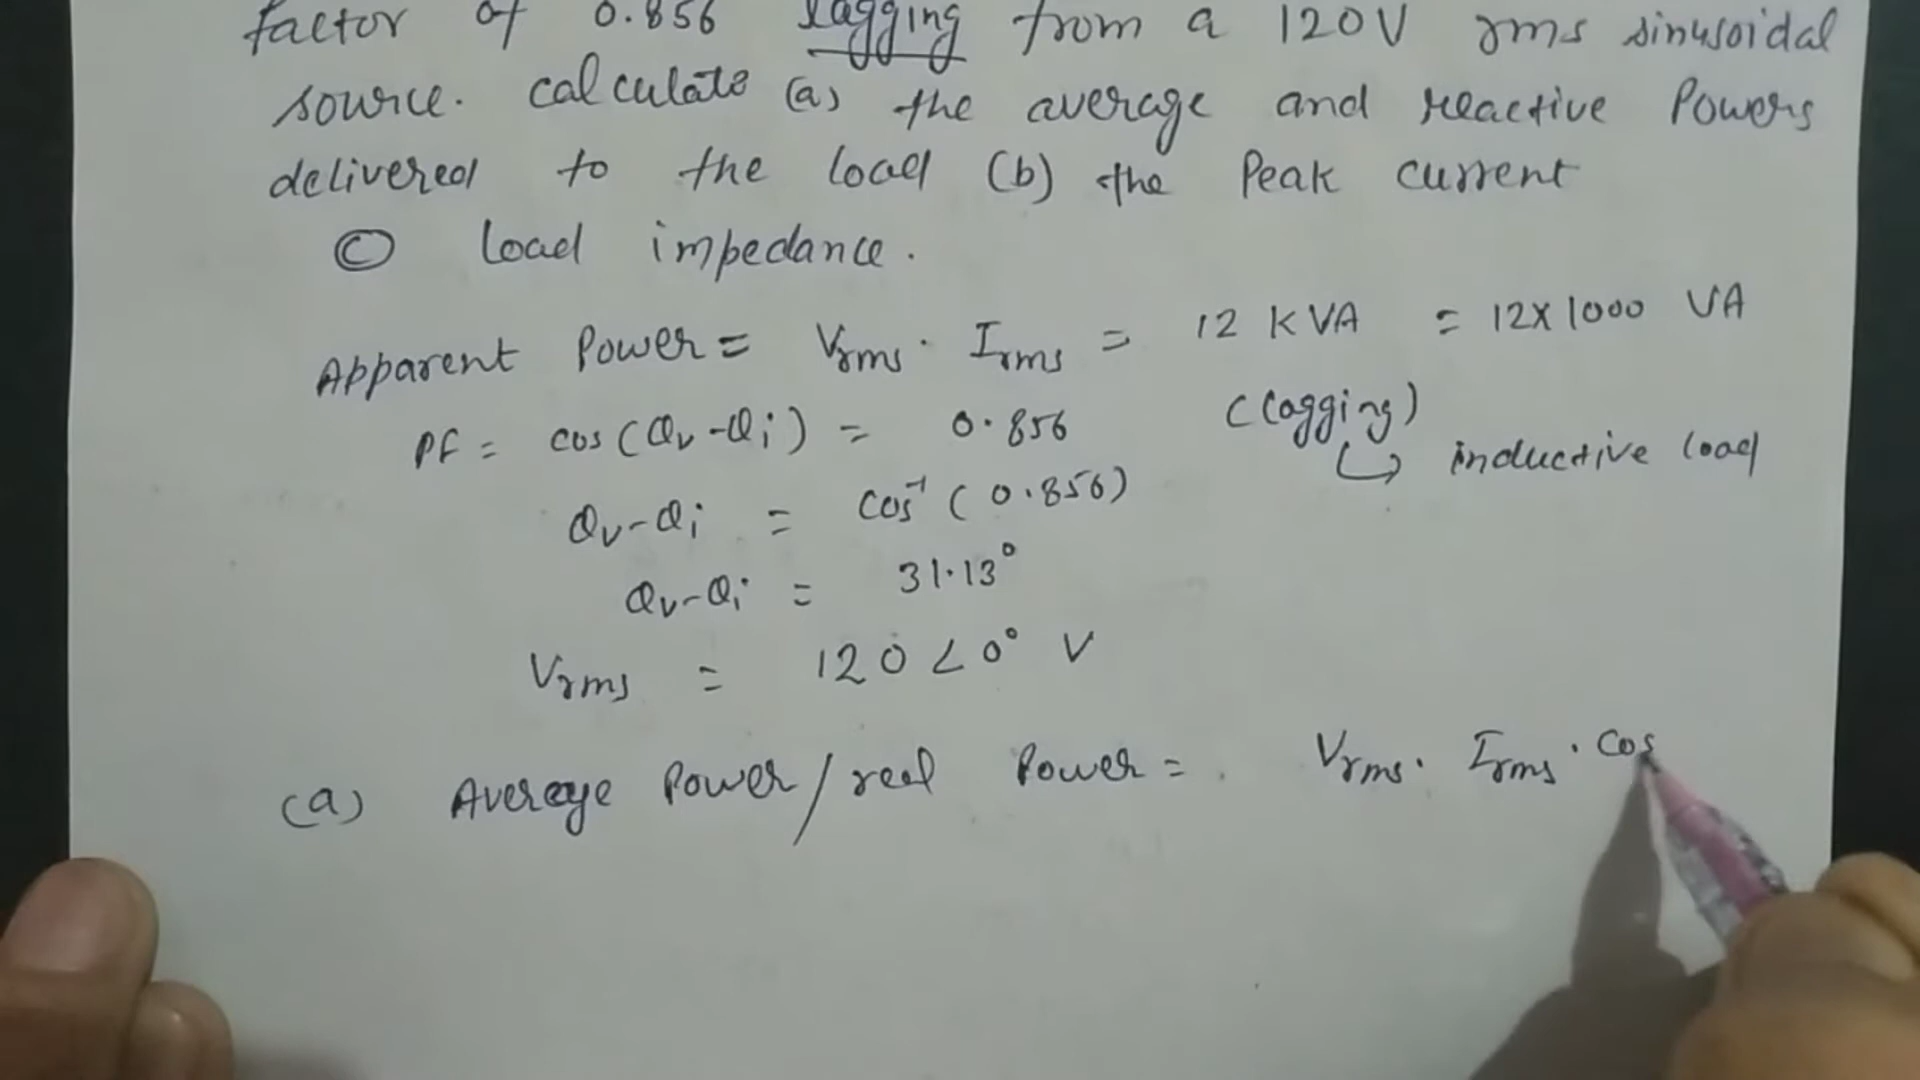 factor of 0.856 lagging from a 120V rms sinusoidal
source. calculate (a) the average and reactive Powers
delivered to the load (b) the Peak current
© load impedance.
Apparent Power = Vrms · Irms = 12 KVA = 12x1000 VA
PF = cos(θv-θi) = 0.856 (lagging)
↳ inductive load
θv-θi = cos⁻¹ (0.856)
θv-θi = 31.13°
Vrms = 120<0° V
(a) Average Power/real Power = Vrms · Irms · cos